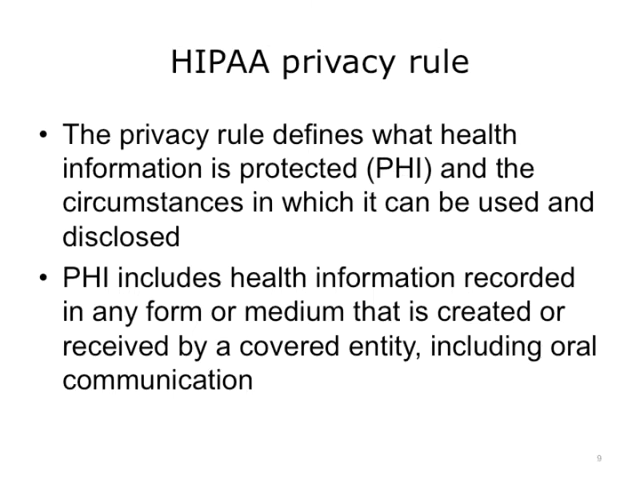 HIPAA privacy rule
• The privacy rule defines what health
information is protected (PHI) and the
circumstances in which it can be used and
disclosed
• PHI includes health information recorded
in any form or medium that is created or
received by a covered entity, including oral
communication
9